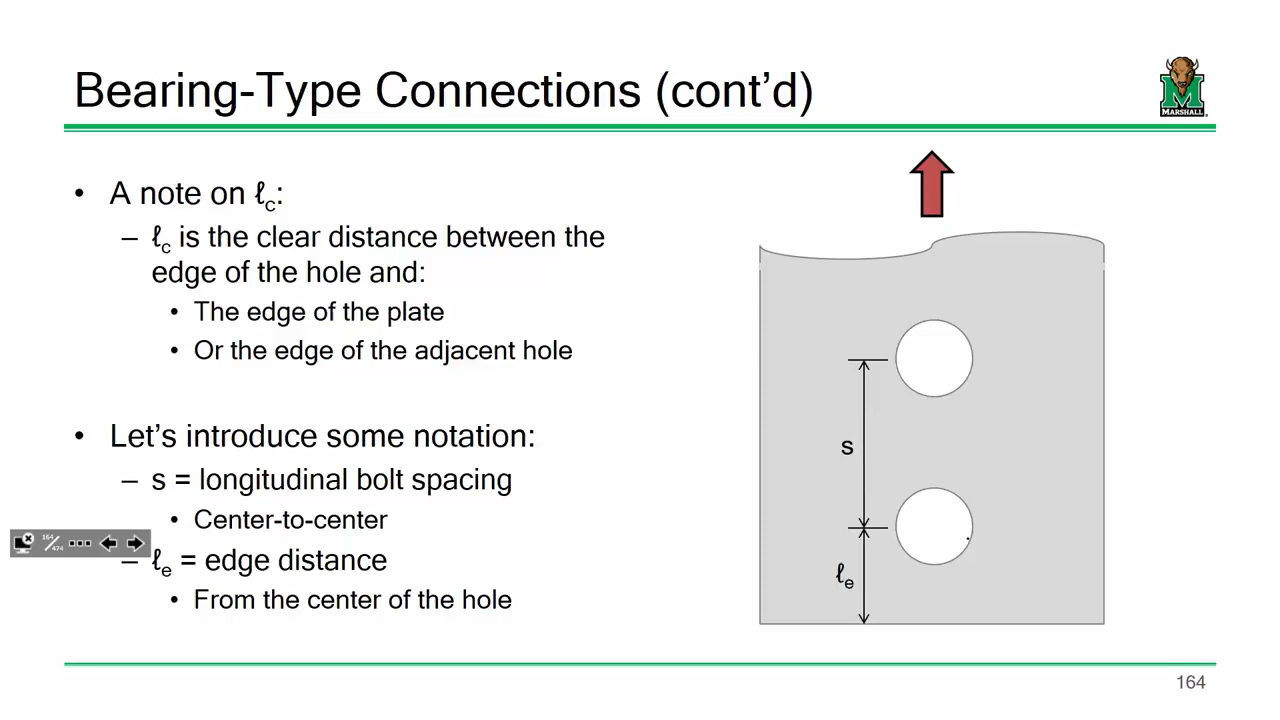 Bearing-Type Connections (cont’d)
MARSHALL
• A note on ℓc:
– ℓc is the clear distance between the
edge of the hole and:
• The edge of the plate
• Or the edge of the adjacent hole
• Let’s introduce some notation:
– s = longitudinal bolt spacing
• Center-to-center
164/474
– ℓe = edge distance
• From the center of the hole
s
ℓe
164